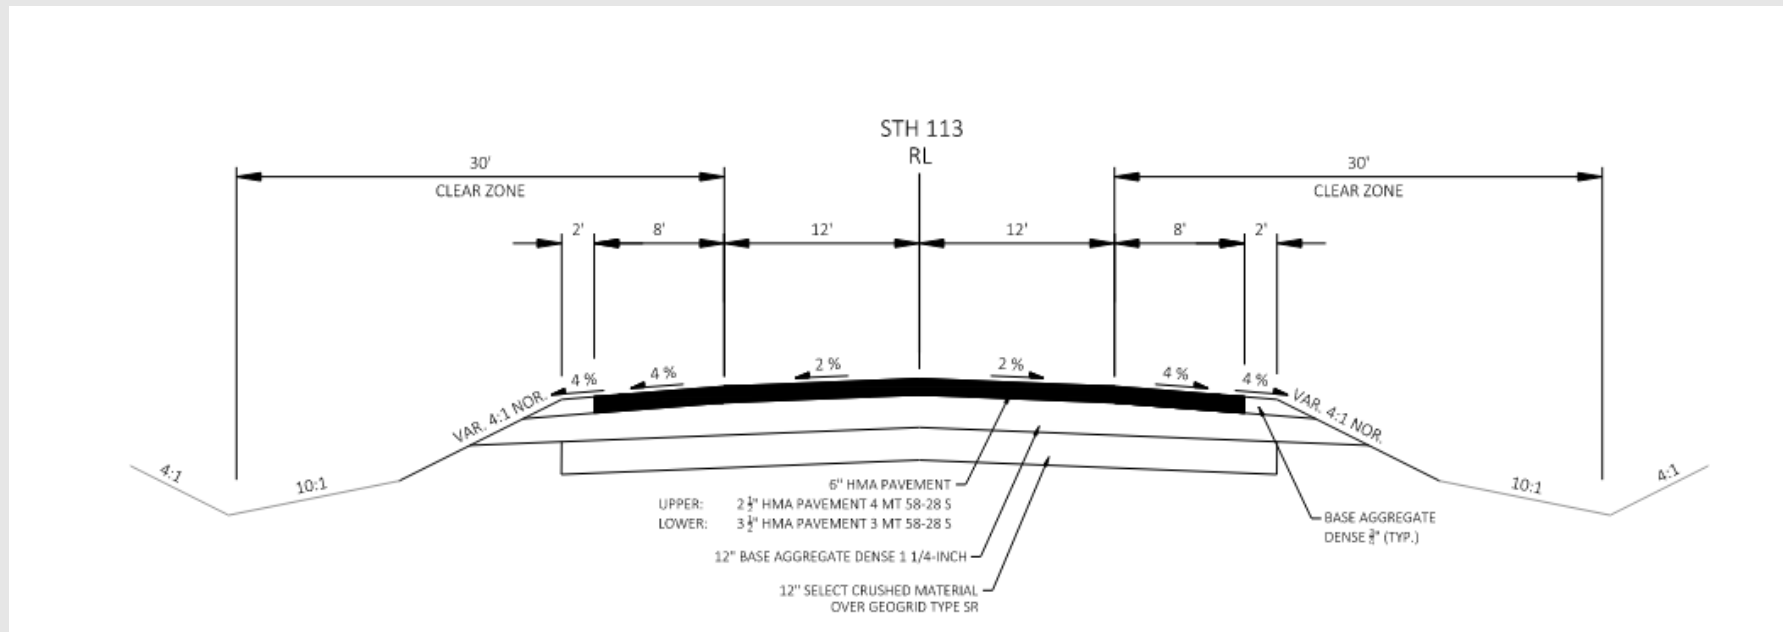 STH 113
RL
30'
CLEAR ZONE
30'
CLEAR ZONE
2'
8'
12'
12'
8'
2'
4 %
4 %
2 %
2 %
4 %
4 %
VAR. 4:1 NOR.
VAR. 4:1 NOR.
4:1
10:1
10:1
4:1
6" HMA PAVEMENT
UPPER: 2 ½" HMA PAVEMENT 4 MT 58-28 S
LOWER: 3 ½" HMA PAVEMENT 3 MT 58-28 S
BASE AGGREGATE
DENSE ¾" (TYP.)
12" BASE AGGREGATE DENSE 1 1/4-INCH
12" SELECT CRUSHED MATERIAL
OVER GEOGRID TYPE SR